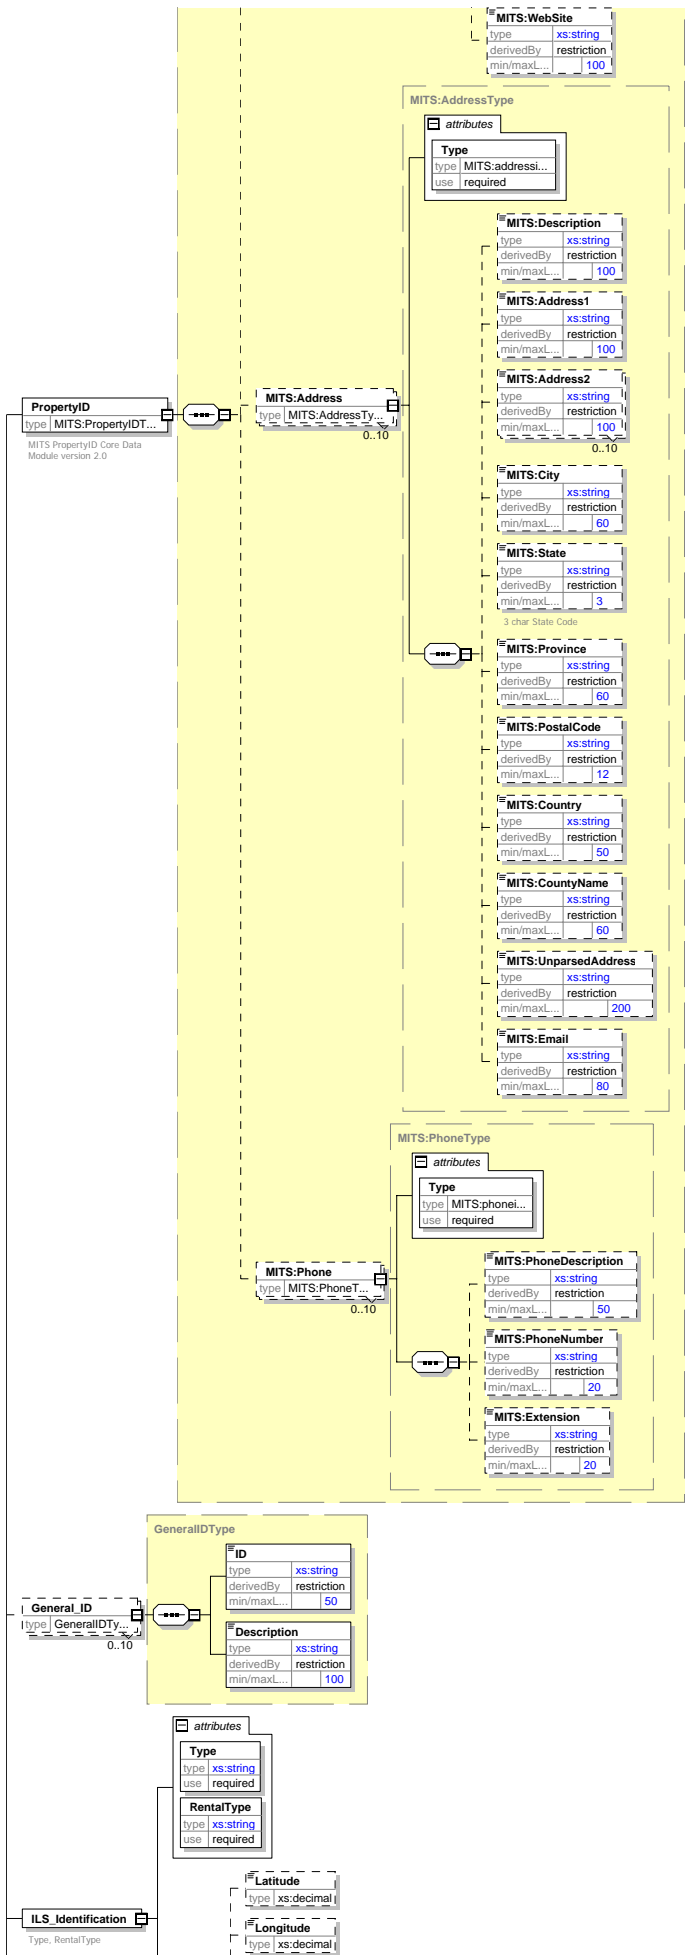 MITS:WebSite
type xs:string
derivedBy restriction
min/maxL... 100
MITS:AddressType
attributes
Type
type MITS:addressi...
use required
MITS:Description
type xs:string
derivedBy restriction
min/maxL... 100
MITS:Address1
type xs:string
derivedBy restriction
min/maxL... 100
PropertyID
type MITS:PropertyIDT...
MITS PropertyID Core Data
Module version 2.0
MITS:Address
type MITS:AddressTy...
0..10
MITS:Address2
type xs:string
derivedBy restriction
min/maxL... 100
0..10
MITS:City
type xs:string
derivedBy restriction
min/maxL... 60
MITS:State
type xs:string
derivedBy restriction
min/maxL... 3
3 char State Code
MITS:Province
type xs:string
derivedBy restriction
min/maxL... 60
MITS:PostalCode
type xs:string
derivedBy restriction
min/maxL... 12
MITS:Country
type xs:string
derivedBy restriction
min/maxL... 50
MITS:CountyName
type xs:string
derivedBy restriction
min/maxL... 60
MITS:UnparsedAddress
type xs:string
derivedBy restriction
min/maxL... 200
MITS:Email
type xs:string
derivedBy restriction
min/maxL... 80
MITS:PhoneType
attributes
Type
type MITS:phonei...
use required
MITS:Phone
type MITS:PhoneT...
0..10
MITS:PhoneDescription
type xs:string
derivedBy restriction
min/maxL... 50
MITS:PhoneNumber
type xs:string
derivedBy restriction
min/maxL... 20
MITS:Extension
type xs:string
derivedBy restriction
min/maxL... 20
GeneralIDType
ID
type xs:string
derivedBy restriction
min/maxL... 50
General_ID
type GeneralIDTy...
0..10
Description
type xs:string
derivedBy restriction
min/maxL... 100
attributes
Type
type xs:string
use required
RentalType
type xs:string
use required
Latitude
type xs:decimal
ILS_Identification
Type, RentalType
Longitude
type xs:decimal